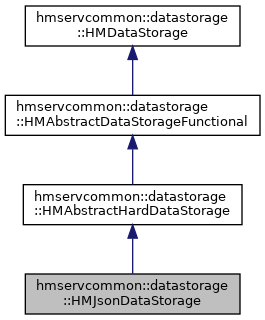 hmservcommon::datastorage
::HMDataStorage
hmservcommon::datastorage
::HMAbstractDataStorageFunctional
hmservcommon::datastorage
::HMAbstractHardDataStorage
hmservcommon::datastorage
::HMJsonDataStorage